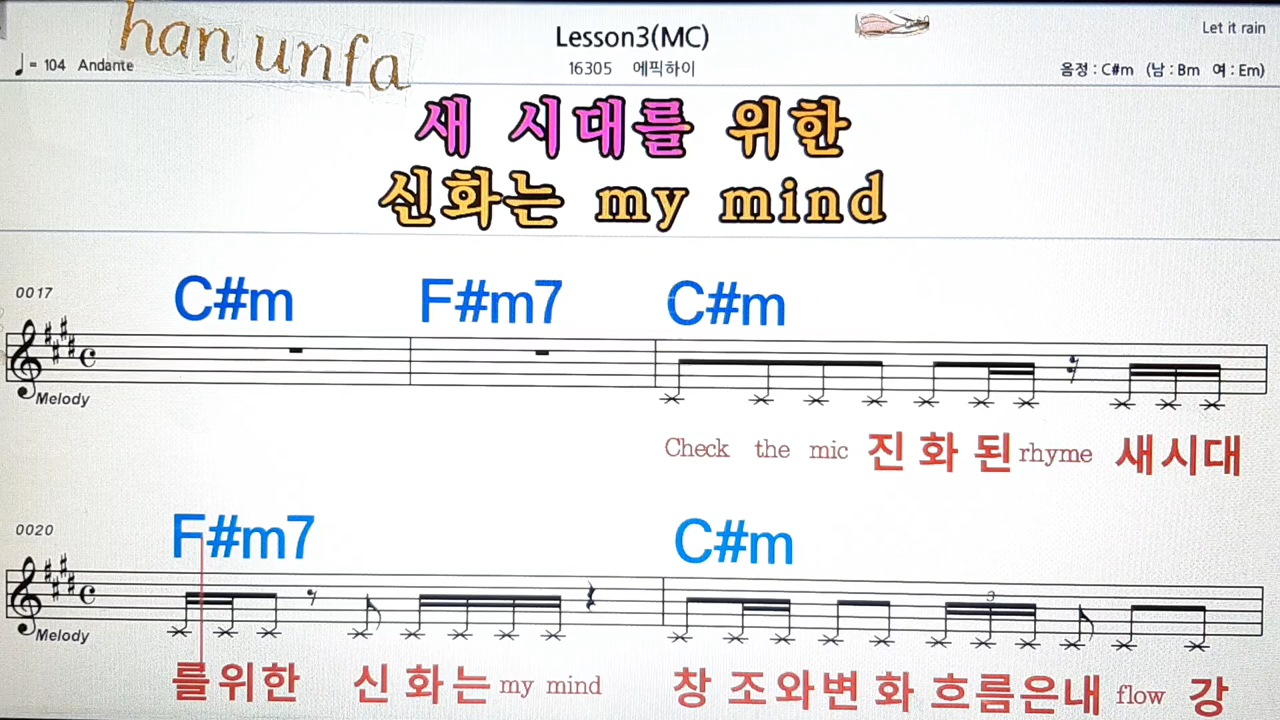 han unfa
Lesson3(MC)
Let it rain
♩= 104 Andante
16305 에픽하이
음정 : C#m (남 : Bm 여 : Em)
새 시대를 위한
신화는 my mind
0017
C#m F#m7 C#m
Melody
Check the mic 진 화 된 rhyme 새시대
0020
F#m7 C#m
3
Melody
를위한 신 화 는 my mind 창 조와변 화 흐름은내 flow 강